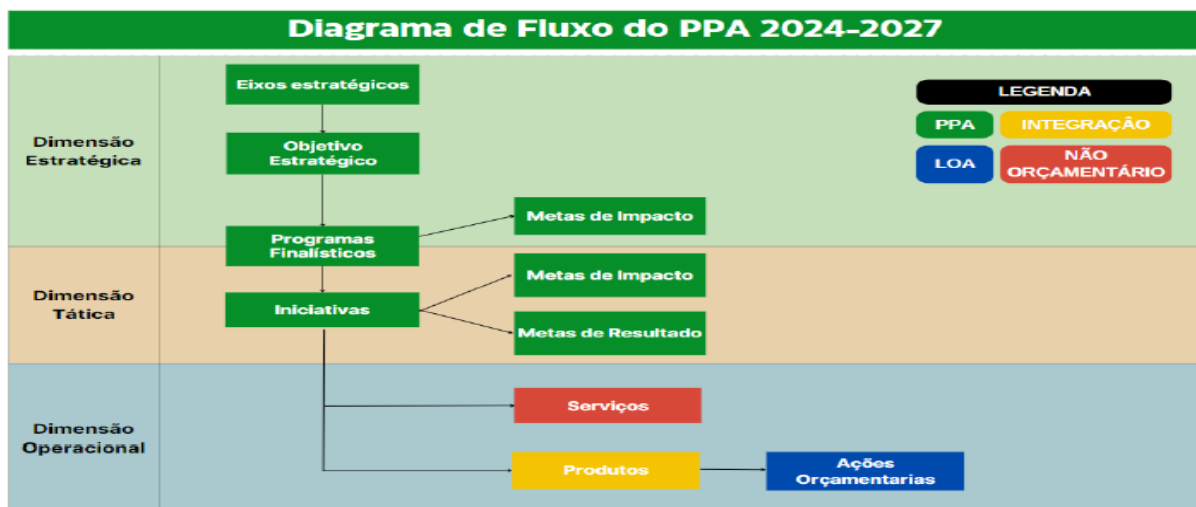 Diagrama de Fluxo do PPA 2024-2027
Eixos estratégicos
LEGENDA
PPA
INTEGRAÇÂO
Dimensão
Estratégica
Objetivo
Estratégico
LOA
NÃO
ORÇAMENTÁRIO
Metas de Impacto
Programas
Finalísticos
Metas de Impacto
Dimensão
Tática
Iniciativas
Metas de Resultado
Serviços
Dimensão
Operacional
Produtos
Ações
Orçamentarias